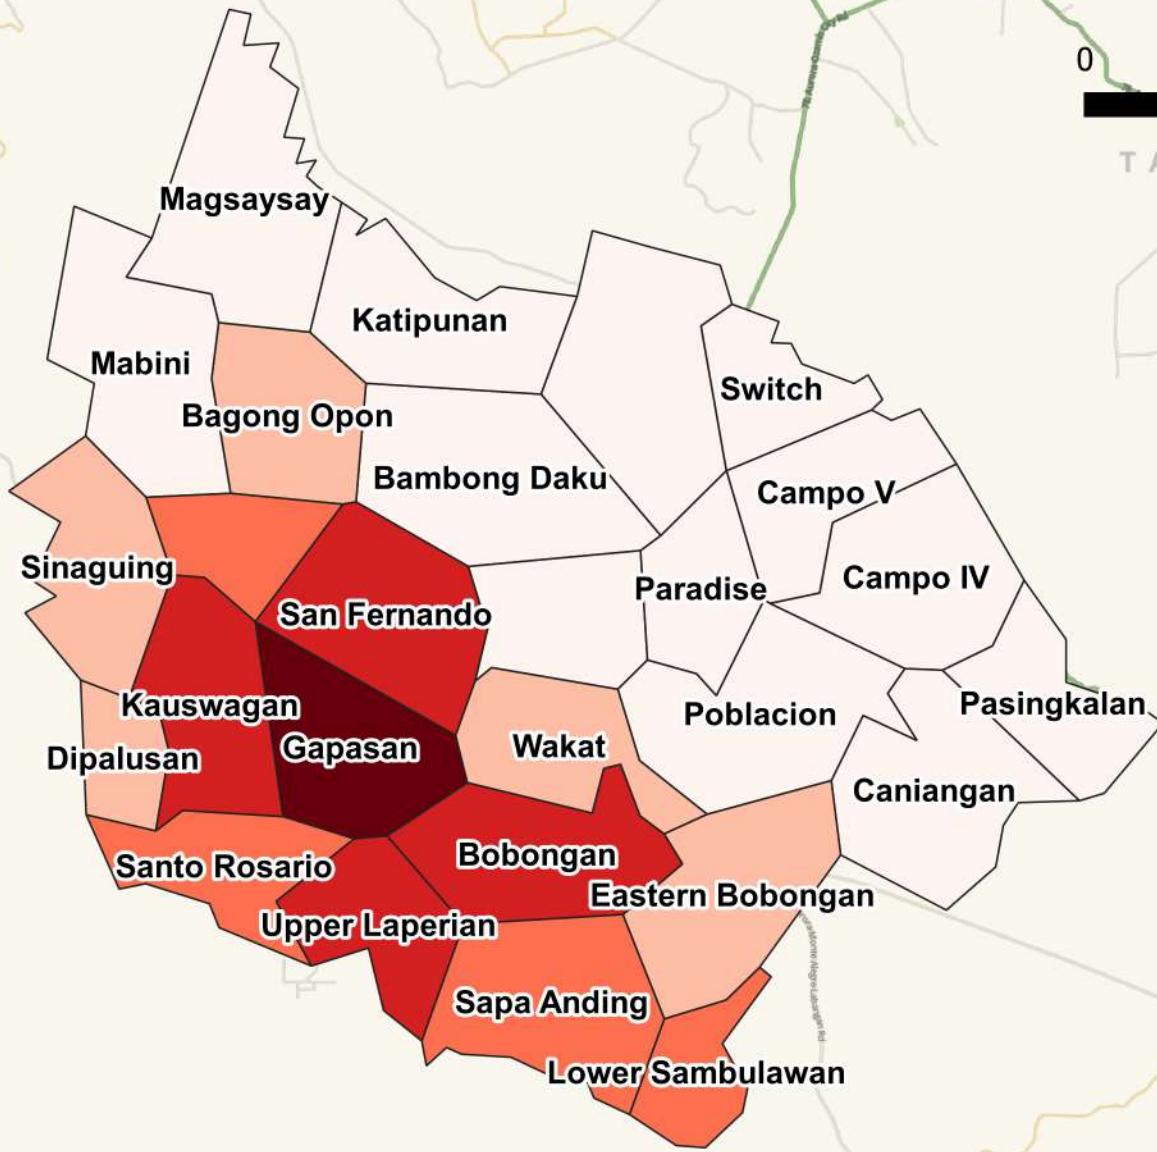 0
T A
Magsaysay
Katipunan
Mabini
Switch
Bagong Opon
Bambong Daku
Campo V
Sinaguing
Campo IV
Paradise
San Fernando
Kauswagan
Pasingkalan
Poblacion
Gapasan
Wakat
Dipalusan
Caniangan
Bobongan
Santo Rosario
Eastern Bobongan
Upper Laperian
Sapa Anding
Lower Sambulawan